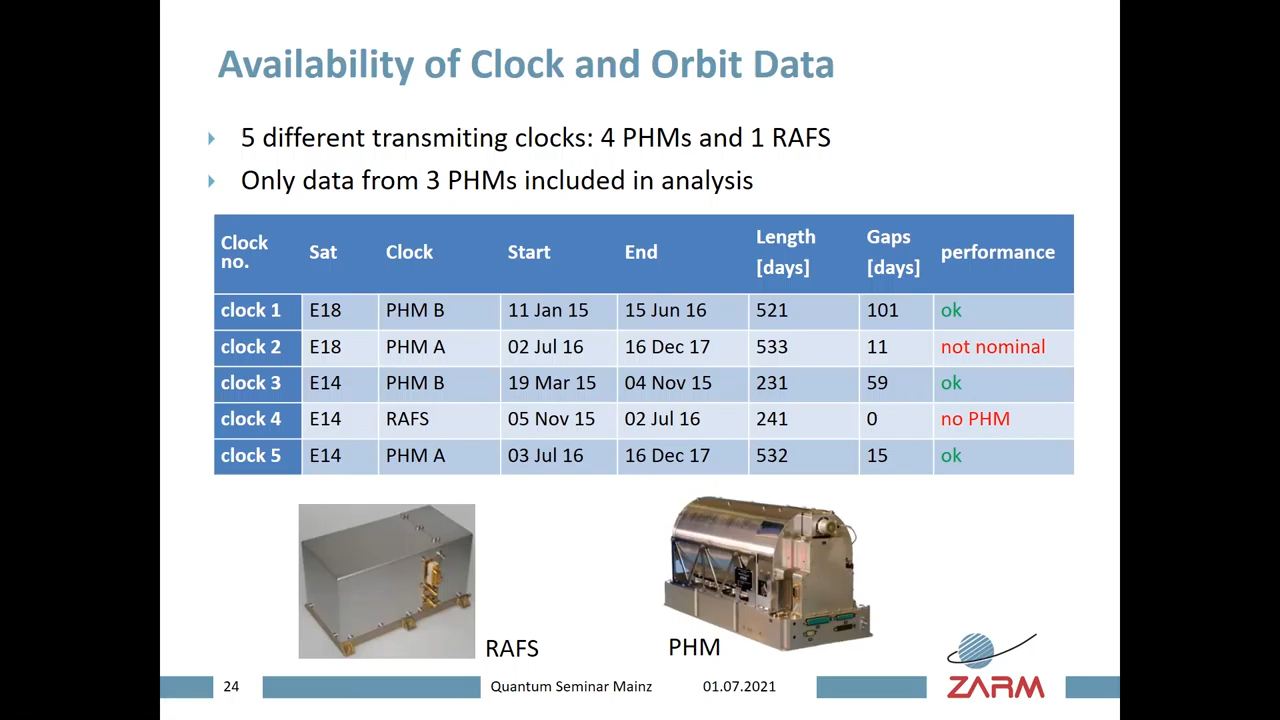 Availability of Clock and Orbit Data
5 different transmiting clocks: 4 PHMs and 1 RAFS
Only data from 3 PHMs included in analysis
Clock no. Sat Clock Start End Length [days] Gaps [days] performance
clock 1 E18 PHM B 11 Jan 15 15 Jun 16 521 101 ok
clock 2 E18 PHM A 02 Jul 16 16 Dec 17 533 11 not nominal
clock 3 E14 PHM B 19 Mar 15 04 Nov 15 231 59 ok
clock 4 E14 RAFS 05 Nov 15 02 Jul 16 241 0 no PHM
clock 5 E14 PHM A 03 Jul 16 16 Dec 17 532 15 ok
RAFS
PHM
24 Quantum Seminar Mainz 01.07.2021
ZARM